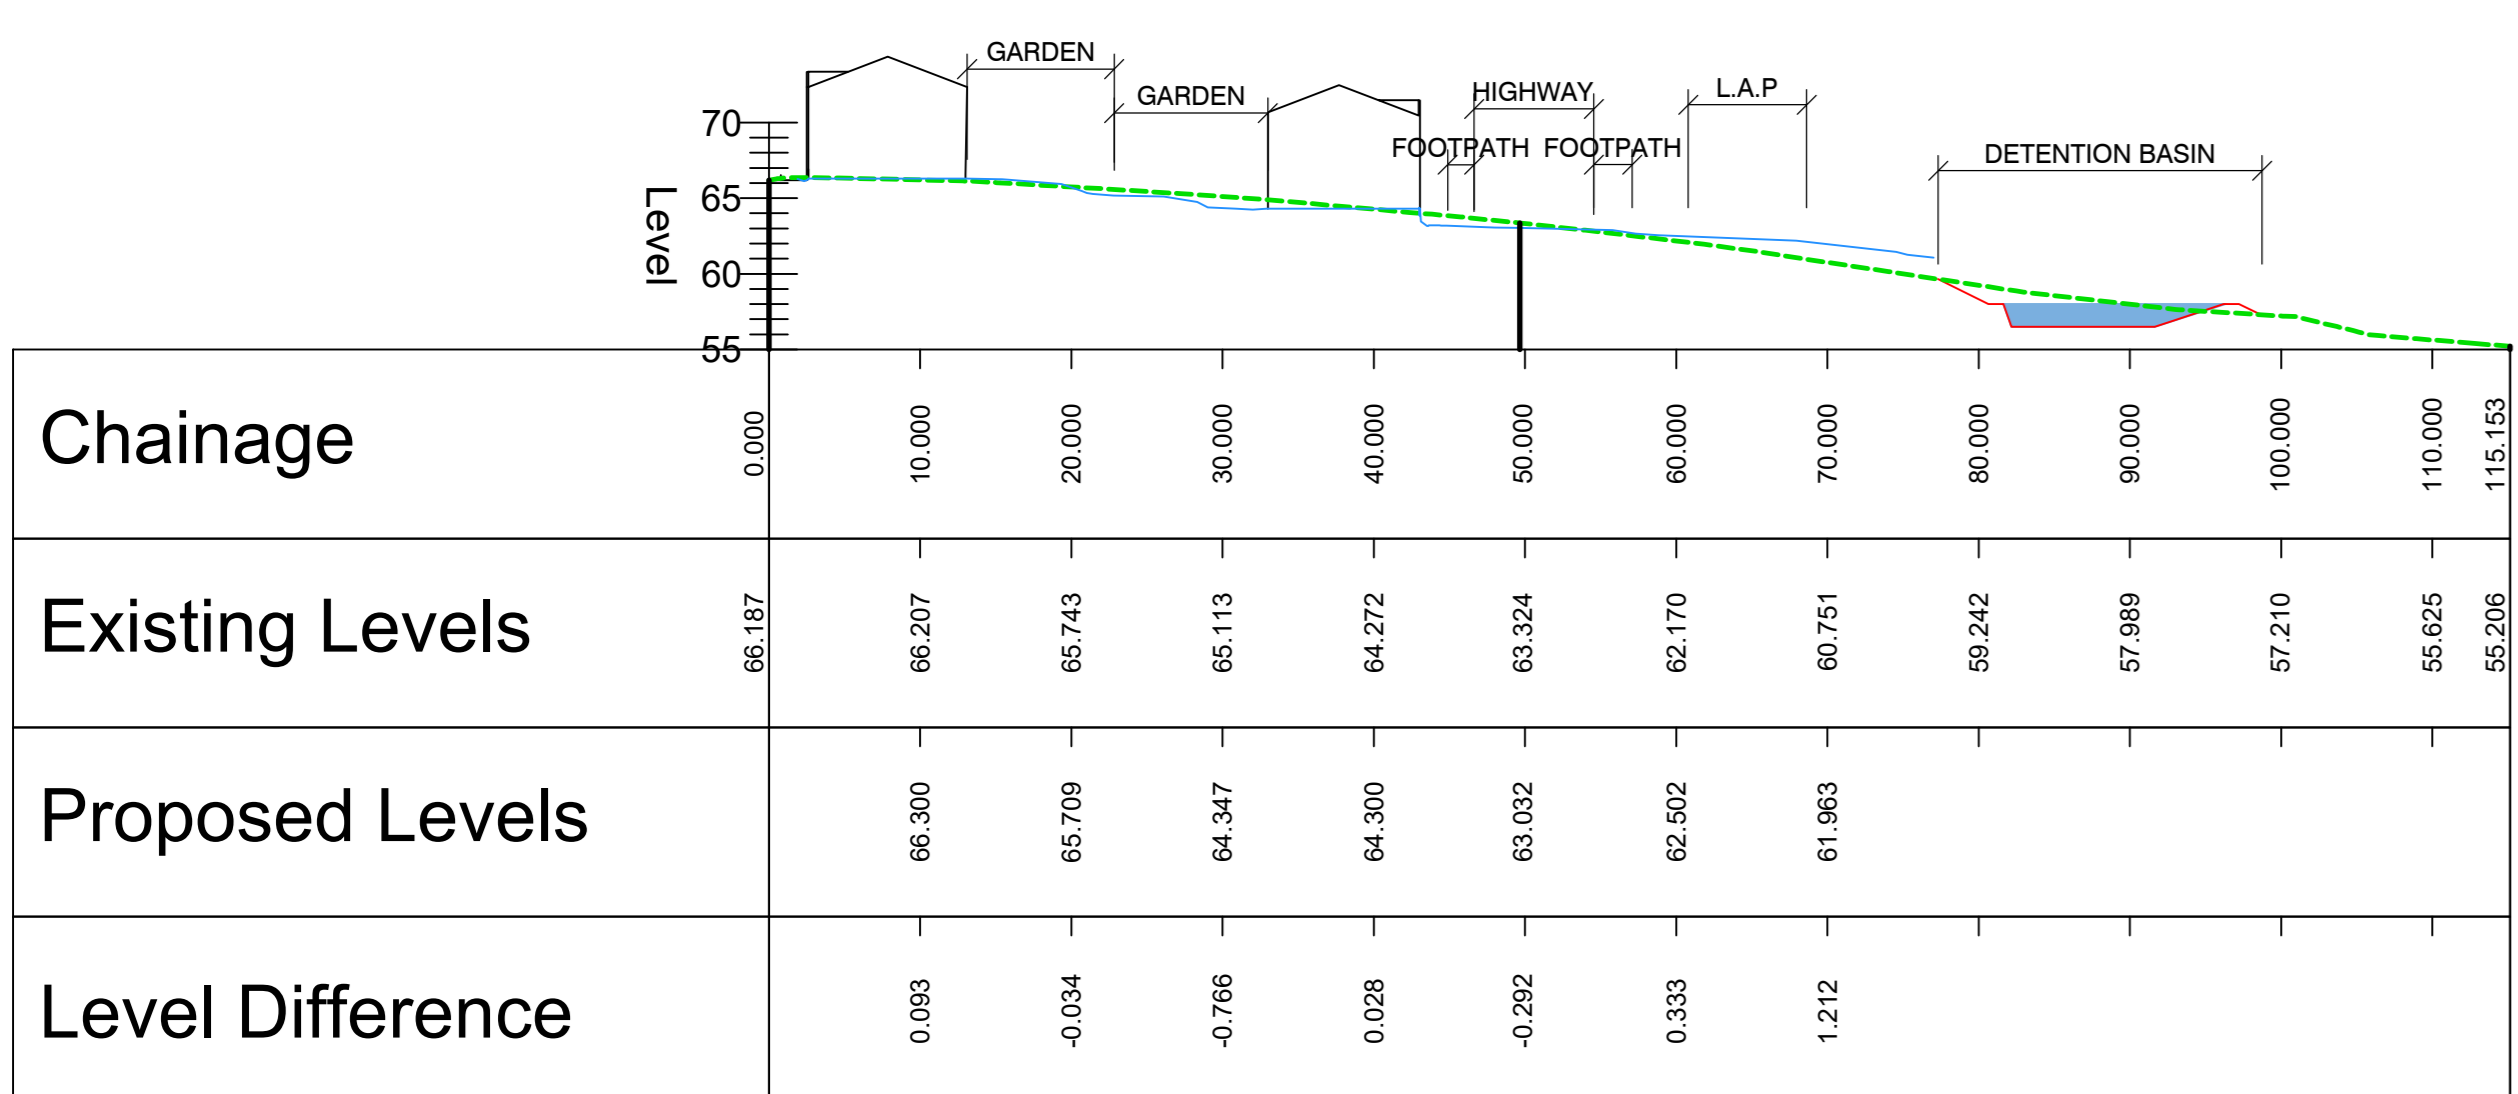 GARDEN
GARDEN
HIGHWAY
L.A.P
FOOTPATH
FOOTPATH
DETENTION BASIN
70
65
60
55
Level
Chainage
0.000 10.000 20.000 30.000 40.000 50.000 60.000 70.000 80.000 90.000 100.000 110.000 115.153
Existing Levels
66.187 66.207 65.743 65.113 64.272 63.324 62.170 60.751 59.242 57.989 57.210 55.625 55.206
Proposed Levels
66.300 65.709 64.347 64.300 63.032 62.502 61.963
Level Difference
0.093 -0.034 -0.766 0.028 -0.292 0.333 1.212